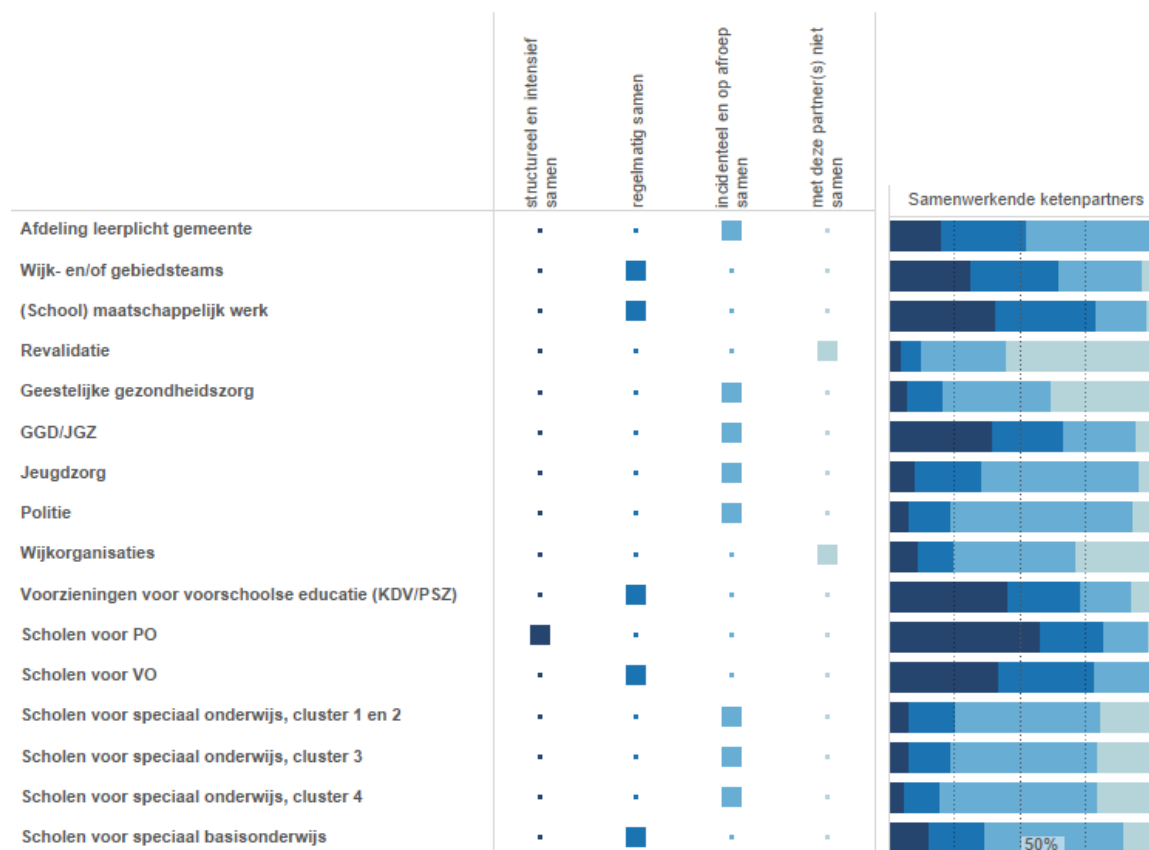 structureel en intensief
samen
regelmatig samen
incidenteel en op afroep
samen
met deze partner(s) niet
samen
Samenwerkende ketenpartners
Afdeling leerplicht gemeente
Wijk- en/of gebiedsteams
(School) maatschappelijk werk
Revalidatie
Geestelijke gezondheidszorg
GGD/JGZ
Jeugdzorg
Politie
Wijkorganisaties
Voorzieningen voor voorschoolse educatie (KDV/PSZ)
Scholen voor PO
Scholen voor VO
Scholen voor speciaal onderwijs, cluster 1 en 2
Scholen voor speciaal onderwijs, cluster 3
Scholen voor speciaal onderwijs, cluster 4
Scholen voor speciaal basisonderwijs
50%